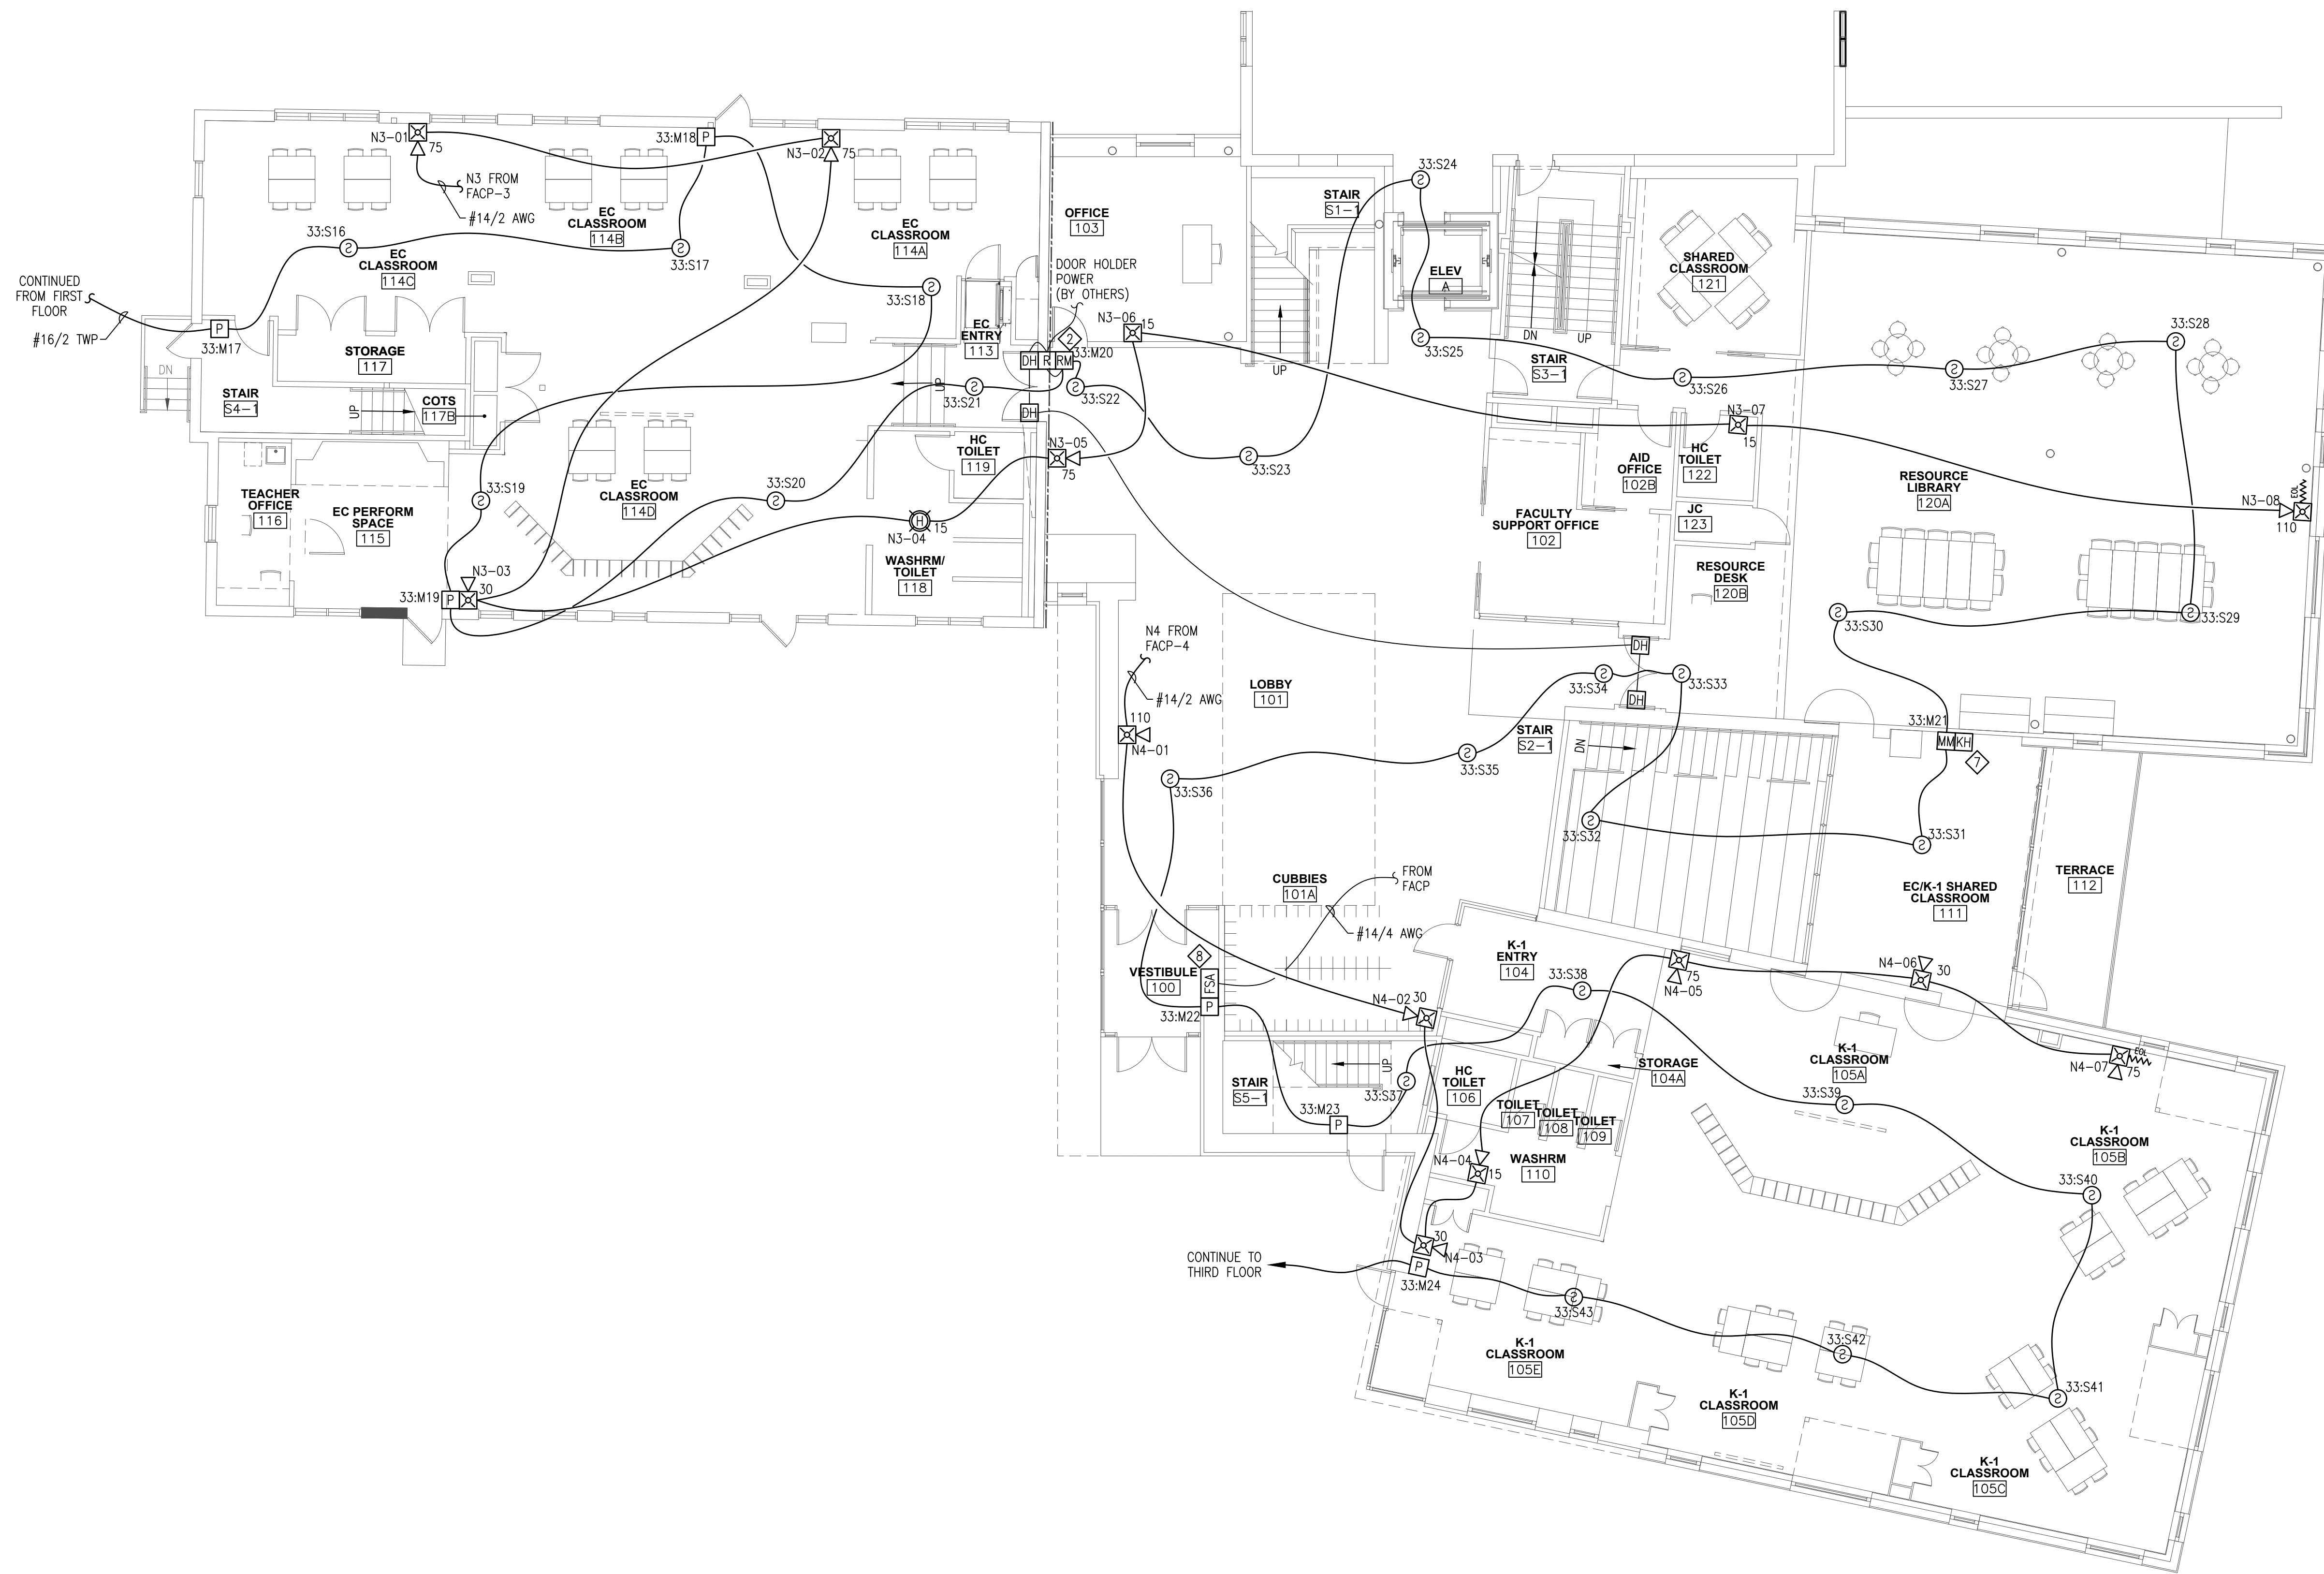 N3-01
75
33:M18
P
N3-02
75
N3 FROM
FACP-3
#14/2 AWG
EC
CLASSROOM
114B
EC
CLASSROOM
114A
33:S16
EC
CLASSROOM
114C
33:S17
33:S18
CONTINUED
FROM FIRST
FLOOR
#16/2 TWP
P
33:M17
STORAGE
117
DN
STAIR
S4-1
UP
COTS
117B
EC
ENTRY
113
UP
OFFICE
103
DOOR HOLDER
POWER
(BY OTHERS)
2
33:M20
DH
R
RM
DH
33:S21
33:S22
N3-06
15
STAIR
S1-1
UP
33:S24
ELEV
A
33:S25
DN
UP
STAIR
S3-1
SHARED
CLASSROOM
121
33:S26
33:S27
33:S28
TEACHER
OFFICE
116
EC PERFORM
SPACE
115
33:S19
EC
CLASSROOM
114D
33:S20
HC
TOILET
119
N3-05
75
33:S23
H
15
N3-04
WASHRM/
TOILET
118
N3-03
30
33:M19
P
N3-07
15
AID
OFFICE
102B
HC
TOILET
122
FACULTY
SUPPORT OFFICE
102
JC
123
RESOURCE
DESK
120B
RESOURCE
LIBRARY
120A
N3-08
EOL
110
33:S30
33:S29
N4 FROM
FACP-4
#14/2 AWG
110
N4-01
LOBBY
101
DH
DH
33:S34
33:S33
STAIR
S2-1
DN
33:M21
MM
KH
7
33:S35
33:S36
33:S32
33:S31
CUBBIES
101A
FROM
FACP
#14/4 AWG
EC/K-1 SHARED
CLASSROOM
111
TERRACE
112
8
VESTIBULE
100
FSA
P
33:M22
K-1
ENTRY
104
33:S38
75
N4-05
N4-06
30
N4-02
30
STAIR
S5-1
UP
33:S37
33:M23
P
HC
TOILET
106
TOILET
107
TOILET
108
TOILET
109
STORAGE
104A
K-1
CLASSROOM
105A
33:S39
N4-07
EOL
75
N4-04
15
WASHRM
110
K-1
CLASSROOM
105B
33:S40
30
N4-03
P
33:M24
CONTINUE TO
THIRD FLOOR
33:S43
33:S42
33:S41
K-1
CLASSROOM
105E
K-1
CLASSROOM
105D
K-1
CLASSROOM
105C